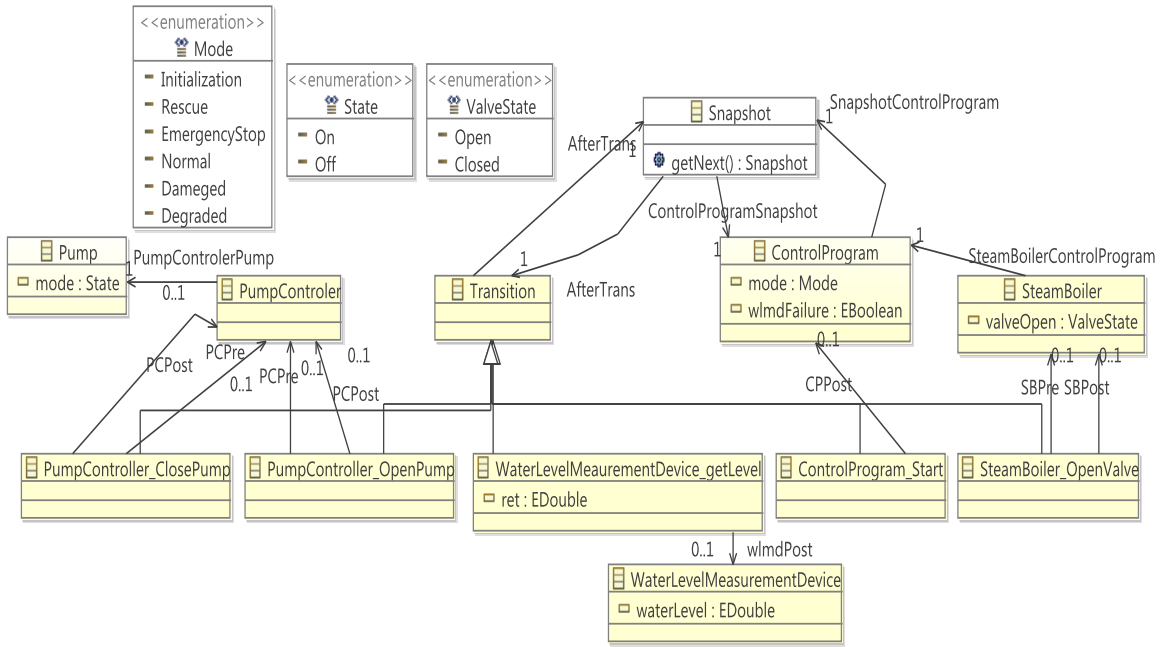 <<enumeration>>
Mode
Initialization
Rescue
EmergencyStop
Normal
Dameged
Degraded
<<enumeration>>
State
On
Off
<<enumeration>>
ValveState
Open
Closed
Snapshot
getNext() : Snapshot
SnapshotControlProgram
1
AfterTrans
1
ControlProgramSnapshot
1
1
AfterTrans
ControlProgram
mode : Mode
wlmdFailure : EBoolean
0..1
1
SteamBoilerControlProgram
SteamBoiler
valveOpen : ValveState
0..1
0..1
Pump
mode : State
PumpControlerPump
1
0..1
PumpControler
Transition
PCPost
PCPre
0..1
PCPre
0..1
0..1
PCPost
CPPost
SBPre
SBPost
PumpController_ClosePump
PumpController_OpenPump
WaterLevelMeaurementDevice_getLevel
ret : EDouble
ControlProgram_Start
SteamBoiler_OpenValve
0..1
wlmdPost
WaterLevelMeasurementDevice
waterLevel : EDouble